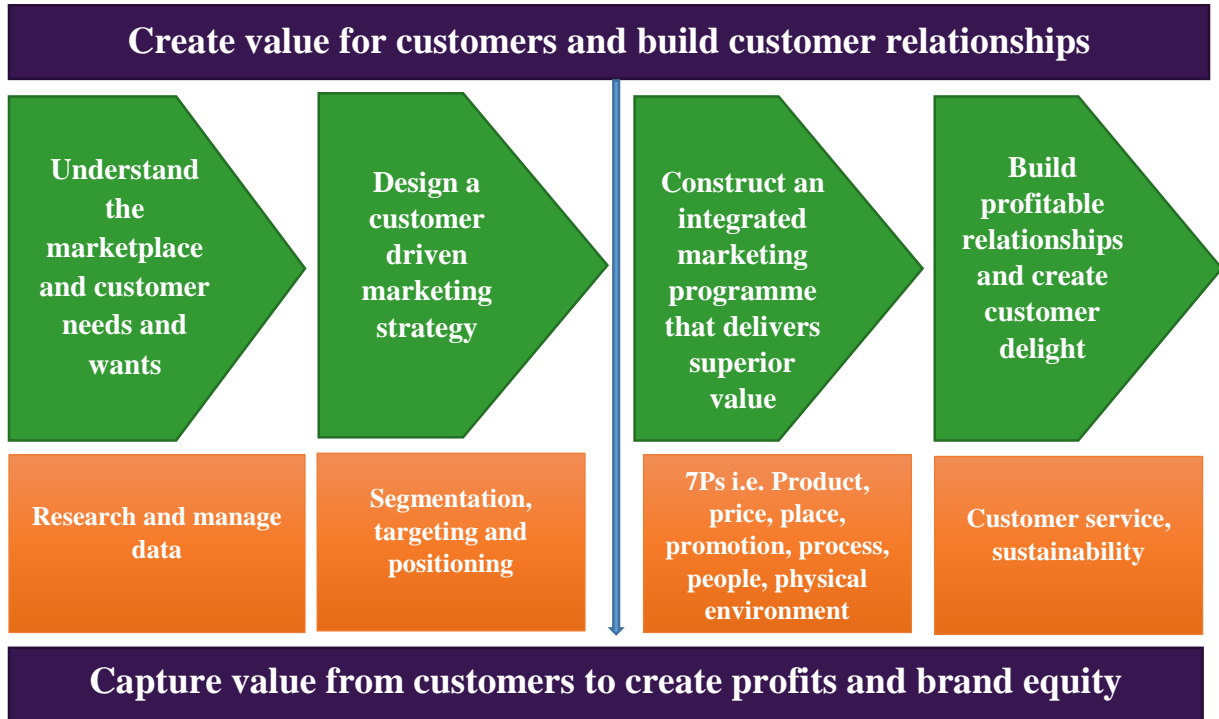 Create value for customers and build customer relationships
Understand
the
marketplace
and customer
needs and
wants
Design a
customer
driven
marketing
strategy
Construct an
integrated
marketing
programme
that delivers
superior
value
Build
profitable
relationships
and create
customer
delight
Research and manage
data
Segmentation,
targeting and
positioning
7Ps i.e. Product,
price, place,
promotion, process,
people, physical
environment
Customer service,
sustainability
Capture value from customers to create profits and brand equity